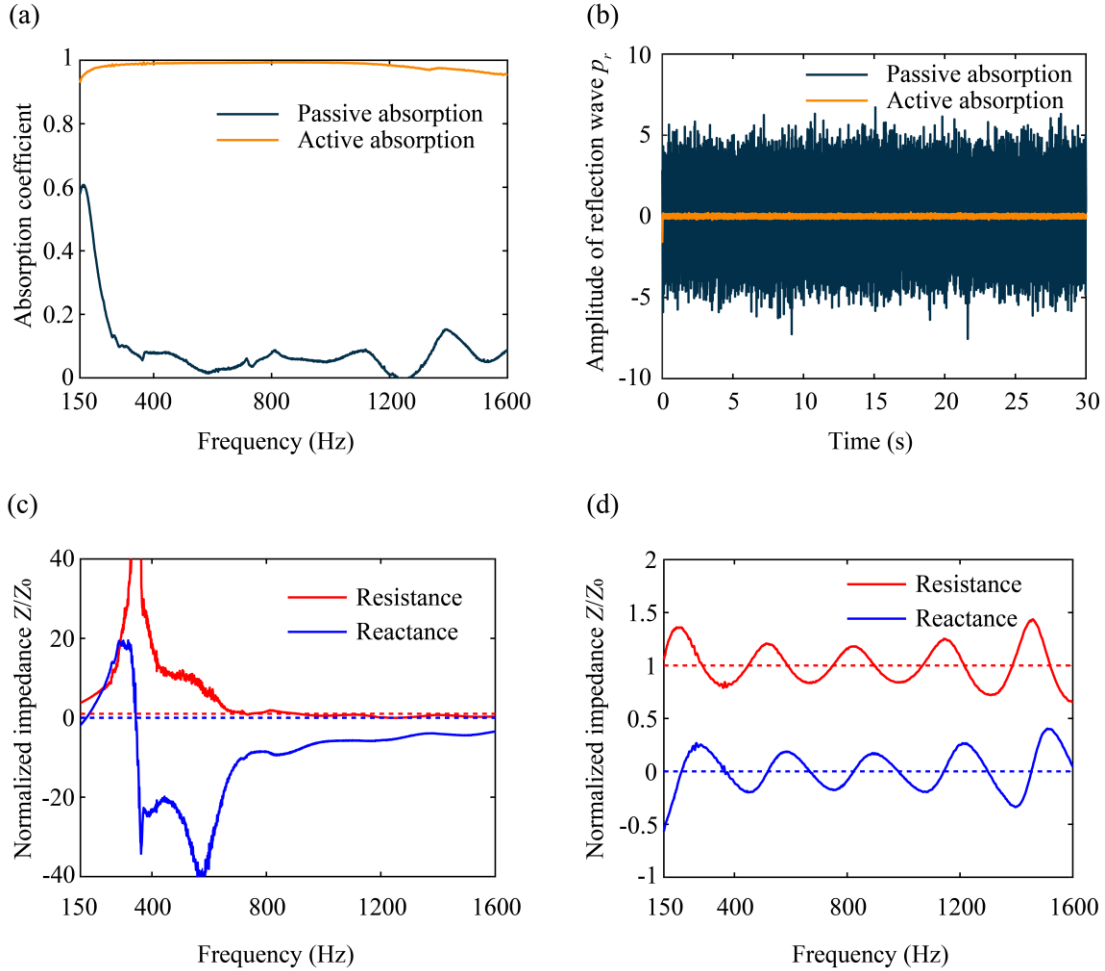 (a)
Absorption coefficient
1
0.8
0.6
0.4
0.2
0
Passive absorption
Active absorption
150 400 800 1200 1600
Frequency (Hz)
(b)
Amplitude of reflection wave pᵣ
10
5
0
-5
-10
Passive absorption
Active absorption
0 5 10 15 20 25 30
Time (s)
(c)
Normalized impedance Z/Z₀
40
20
0
-20
-40
Resistance
Reactance
150 400 800 1200 1600
Frequency (Hz)
(d)
Normalized impedance Z/Z₀
2
1.5
1
0.5
0
-0.5
-1
Resistance
Reactance
150 400 800 1200 1600
Frequency (Hz)